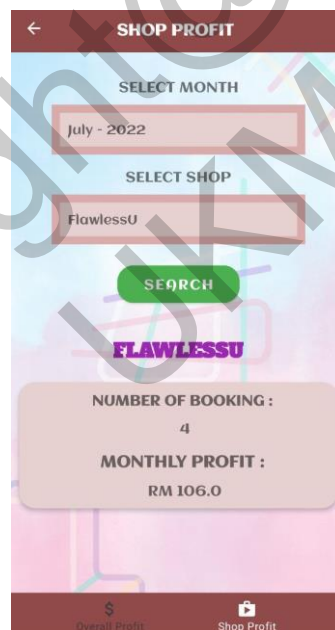 SHOP PROFIT
SELECT MONTH
July - 2022
SELECT SHOP
FlawlessU
SEARCH
FLAWLESSU
NUMBER OF BOOKING :
4
MONTHLY PROFIT :
RM 106.0
$
Overall Profit
Shop Profit